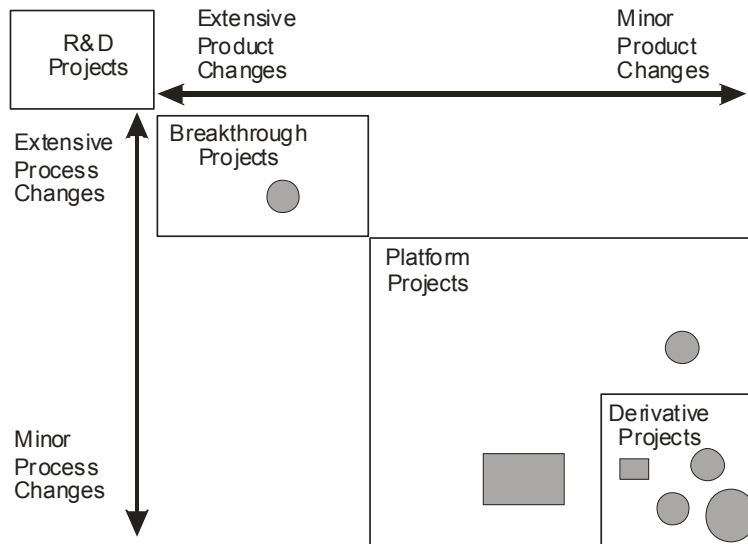 R&D
Projects
Extensive
Product
Changes
Minor
Product
Changes
Extensive
Process
Changes
Breakthrough
Projects
Platform
Projects
Derivative
Projects
Minor
Process
Changes